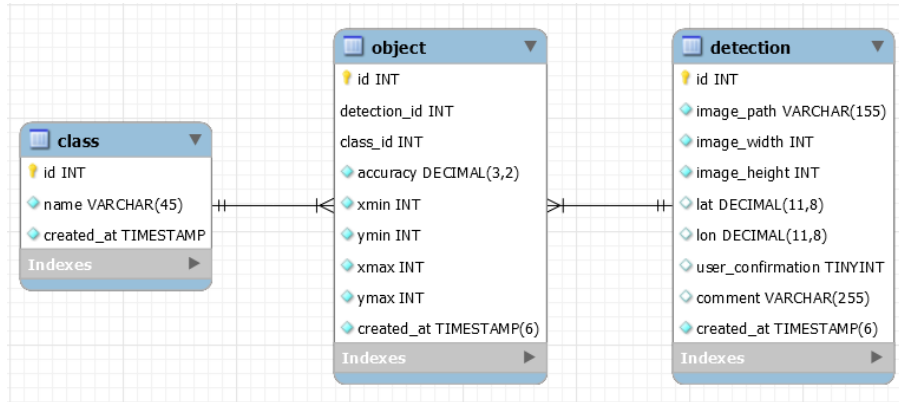 class
id INT
name VARCHAR(45)
created_at TIMESTAMP
Indexes
object
id INT
detection_id INT
class_id INT
accuracy DECIMAL(3,2)
xmin INT
ymin INT
xmax INT
ymax INT
created_at TIMESTAMP(6)
Indexes
detection
id INT
image_path VARCHAR(155)
image_width INT
image_height INT
lat DECIMAL(11,8)
lon DECIMAL(11,8)
user_confirmation TINYINT
comment VARCHAR(255)
created_at TIMESTAMP(6)
Indexes